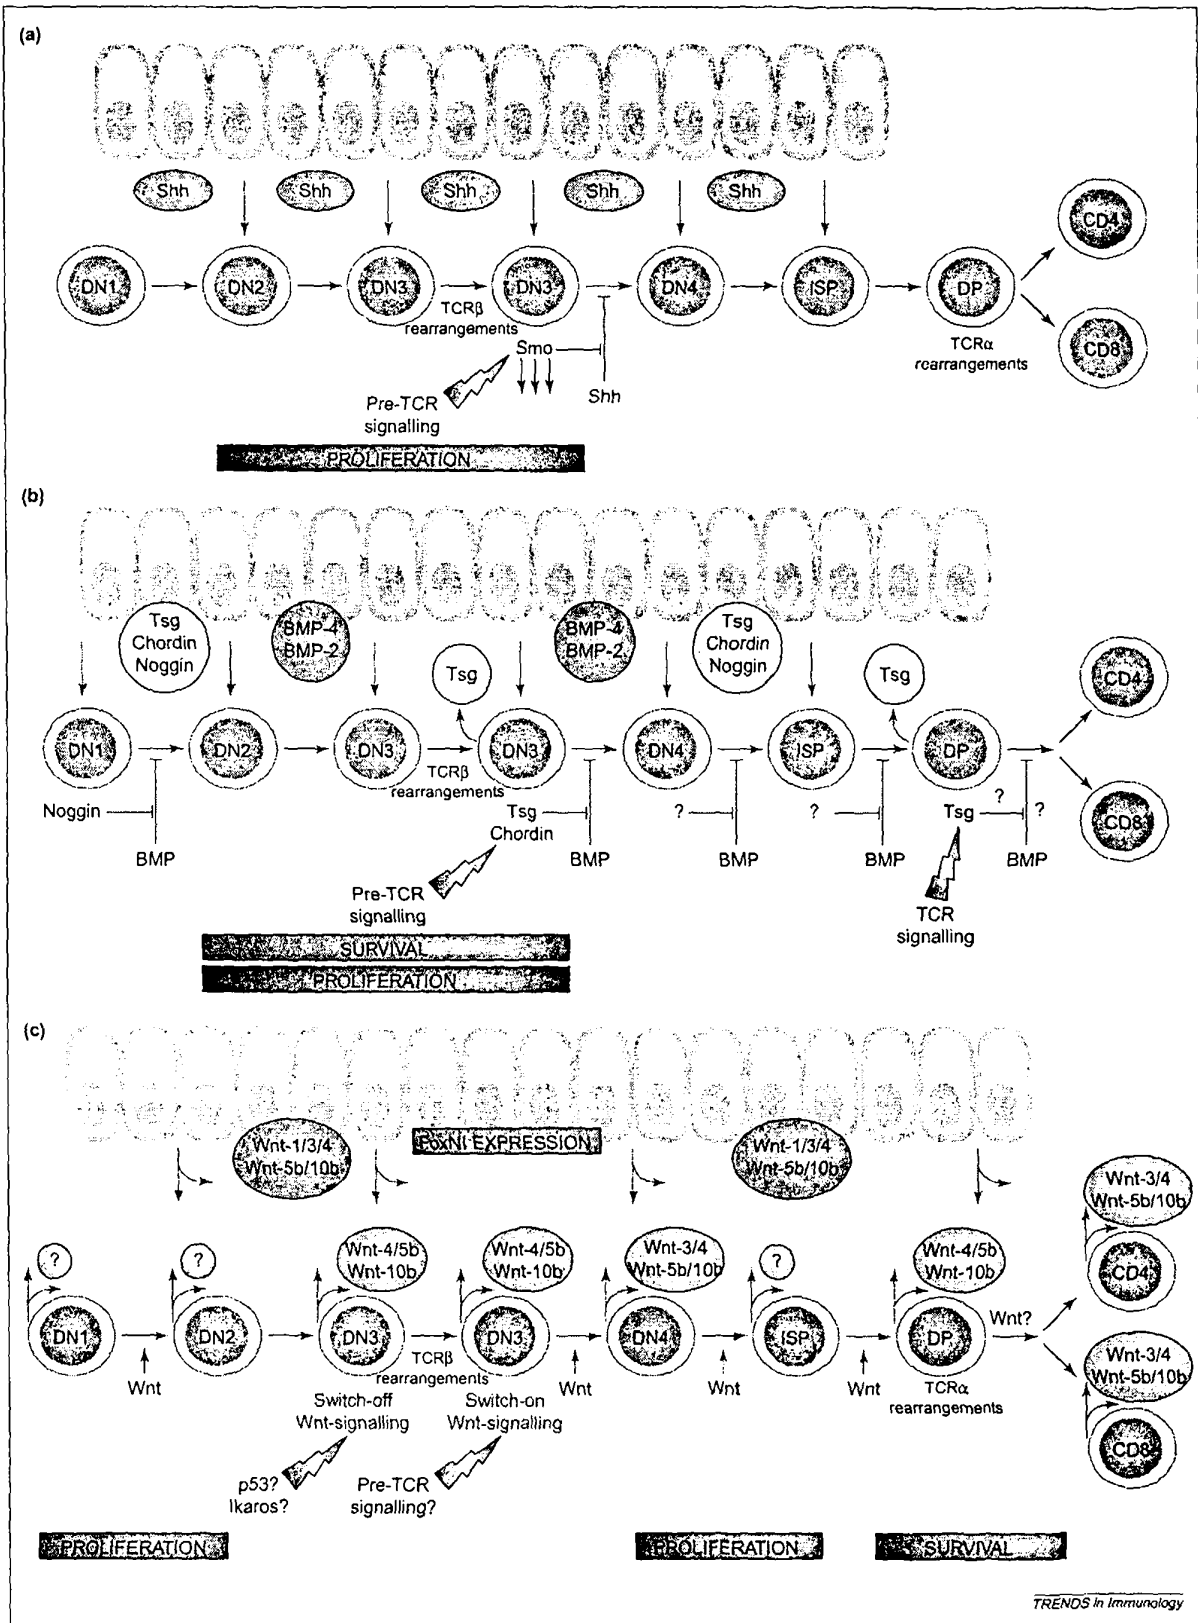 (a)
Shh Shh Shh Shh Shh
CD4
DN1 DN2 DN3 DN3 DN4 ISP DP
TCRβ
rearrangements
TCRα
rearrangements
CD8
Smo
Shh
Pre-TCR
signalling
PROLIFERATION
(b)
Tsg
Chordin
Noggin
BMP-4
BMP-2
Tsg
BMP-4
BMP-2
Tsg
Chordin
Noggin
Tsg
CD4
DN1 DN2 DN3 DN3 DN4 ISP DP
TCRβ
rearrangements
CD8
Noggin
BMP
Tsg
Chordin
BMP
?
BMP
?
BMP
Tsg
?
?
BMP
Pre-TCR
signalling
TCR
signalling
SURVIVAL
PROLIFERATION
(c)
Wnt-1/3/4
Wnt-5b/10b
FoxNI EXPRESSION
Wnt-1/3/4
Wnt-5b/10b
Wnt-3/4
Wnt-5b/10b
?
?
Wnt-4/5b
Wnt-10b
Wnt-4/5b
Wnt-10b
Wnt-3/4
Wnt-5b/10b
?
Wnt-4/5b
Wnt-10b
CD4
DN1 DN2 DN3 DN3 DN4 ISP DP
Wnt?
TCRβ
rearrangements
Wnt
Wnt
Wnt
Wnt
TCRα
rearrangements
Wnt-3/4
Wnt-5b/10b
CD8
Switch-off
Wnt-signalling
Switch-on
Wnt-signalling
p53?
Ikaros?
Pre-TCR
signalling?
PROLIFERATION
PROLIFERATION
SURVIVAL
TRENDS in Immunology